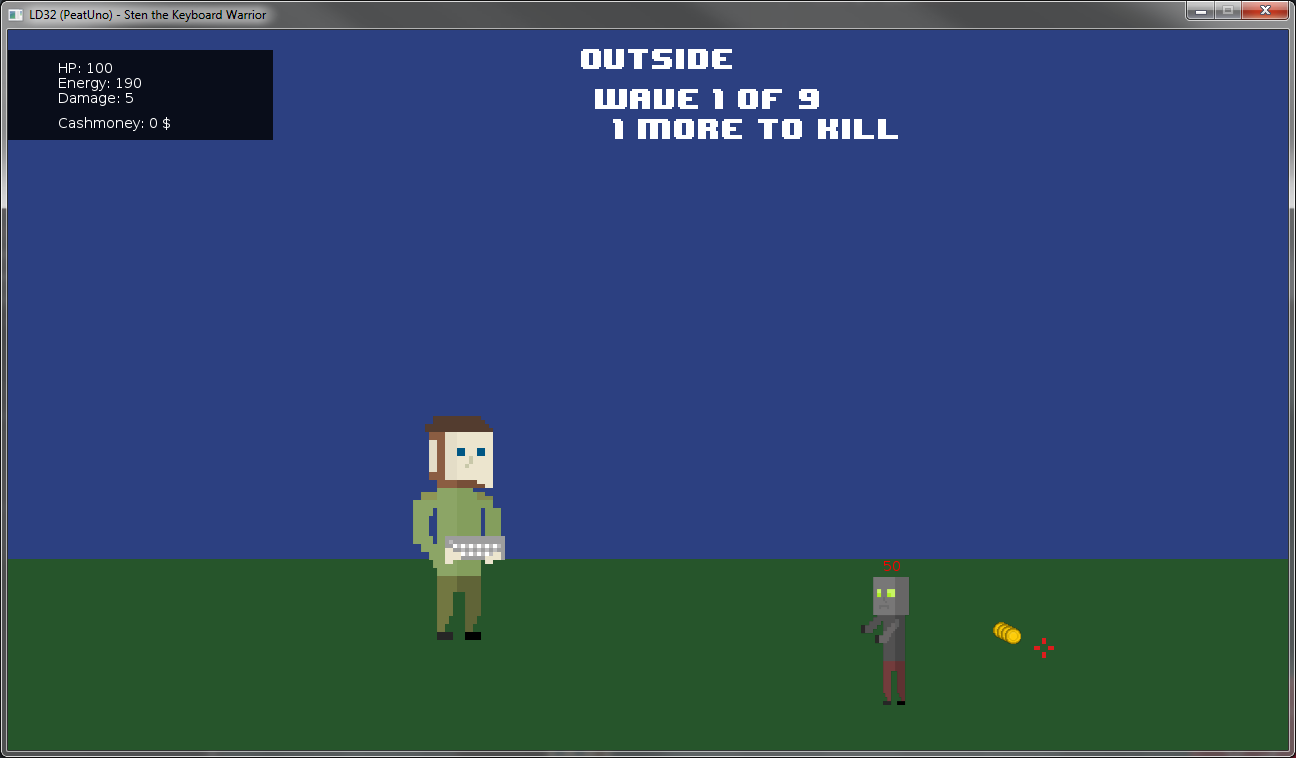 LD32 (PeatUno) - Sten the Keyboard Warrior
HP: 100
Energy: 190
Damage: 5
Cashmoney: 0 $
OUTSIDE
WAVE 1 OF 9
1 MORE TO KILL
50